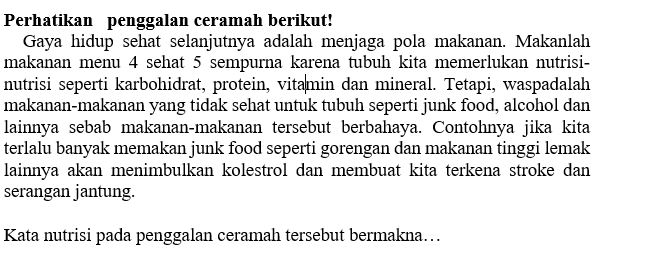 Perhatikan penggalan ceramah berikut!
Gaya hidup sehat selanjutnya adalah menjaga pola makanan. Makanlah
makanan menu 4 sehat 5 sempurna karena tubuh kita memerlukan nutrisi-
nutrisi seperti karbohidrat, protein, vitamin dan mineral. Tetapi, waspadalah
makanan-makanan yang tidak sehat untuk tubuh seperti junk food, alcohol dan
lainnya sebab makanan-makanan tersebut berbahaya. Contohnya jika kita
terlalu banyak memakan junk food seperti gorengan dan makanan tinggi lemak
lainnya akan menimbulkan kolestrol dan membuat kita terkena stroke dan
serangan jantung.
Kata nutrisi pada penggalan ceramah tersebut bermakna…